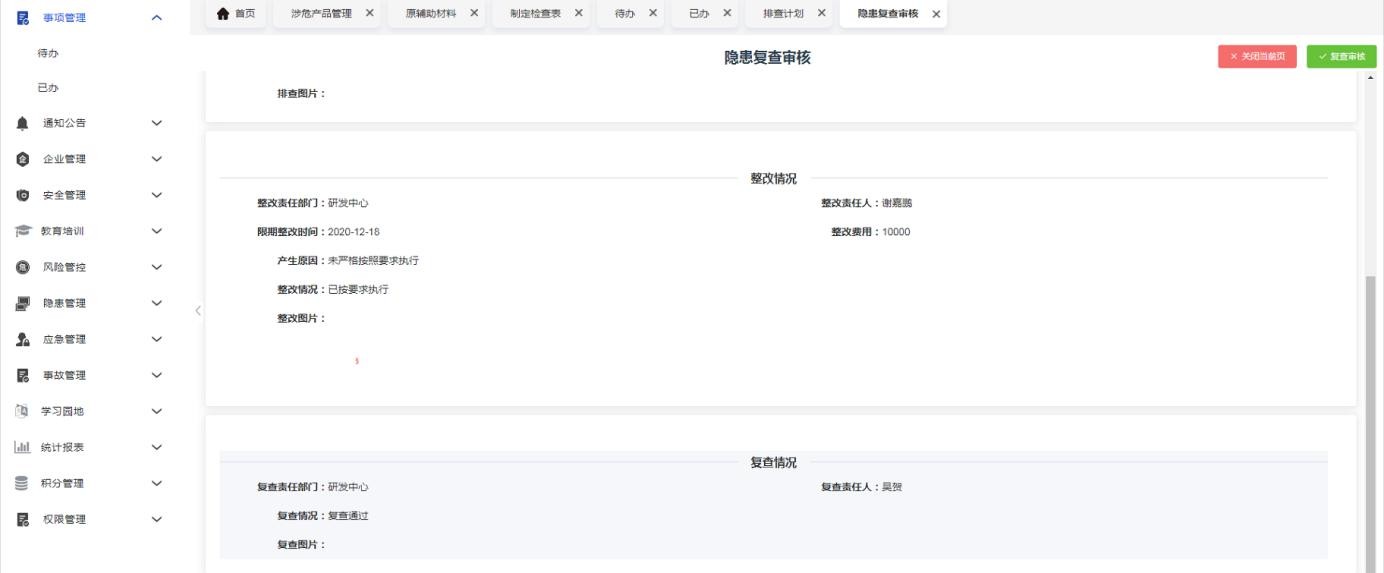 事项管理
待办
已办
通知公告
企业管理
安全管理
教育培训
风险管控
隐患管理
应急管理
事故管理
学习园地
统计报表
积分管理
权限管理
首页 涉危产品管理 原辅助材料 制定检查表 待办 已办 排查计划 隐患复查审核
隐患复查审核
关闭当前页 复查审核
排查图片：
整改情况
整改责任部门：研发中心 整改责任人：谢嘉鹏
限期整改时间：2020-12-18 整改费用：10000
产生原因：未严格按照要求执行
整改情况：已按要求执行
整改图片：
5
复查情况
复查责任部门：研发中心 复查责任人：吴贺
复查情况：复查通过
复查图片：